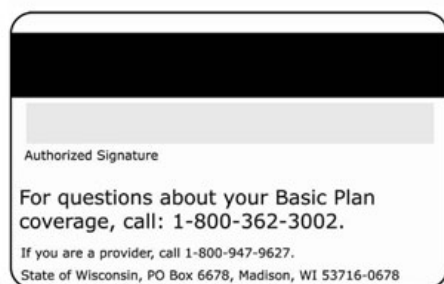 Authorized Signature
For questions about your Basic Plan
coverage, call: 1-800-362-3002.
If you are a provider, call 1-800-947-9627.
State of Wisconsin, PO Box 6678, Madison, WI 53716-0678